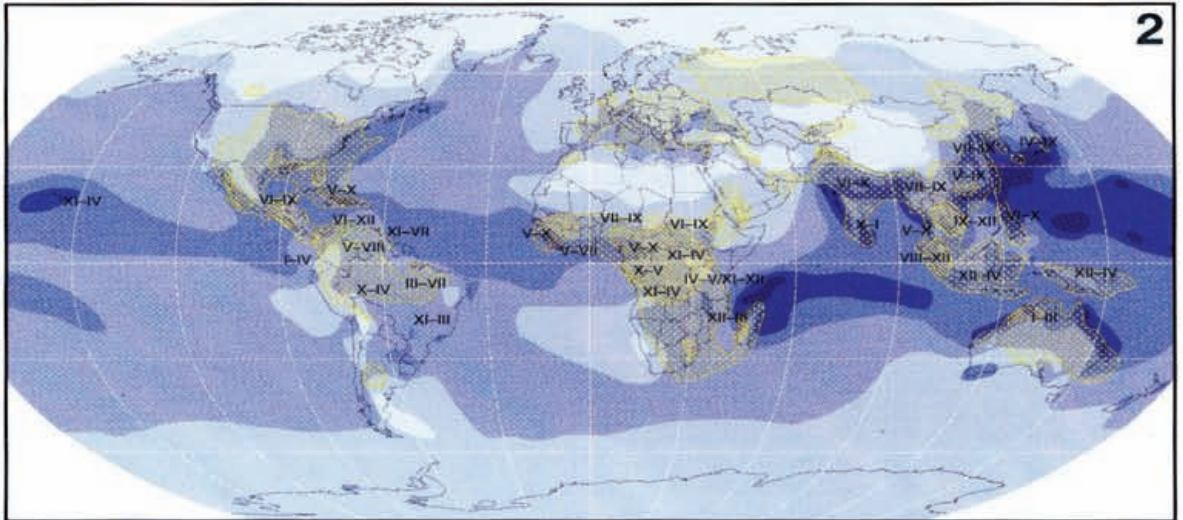 2
VII–IX
IV–IX
VI–IX
V–X
V–IX
VI–X
VII–IX
XI–IV
VI–XII
XI–VII
V–X
VII–IX
VI–IX
X–I
V–X
IX–XII
VI–X
I–IV
V–VIII
V–VII
V–X
XI–IV
VIII–XII
X–IV
III–VII
X–V
XI–IV
IV–V/XI–XII
XII–IV
XII–IV
XI–III
XII–III
I–III